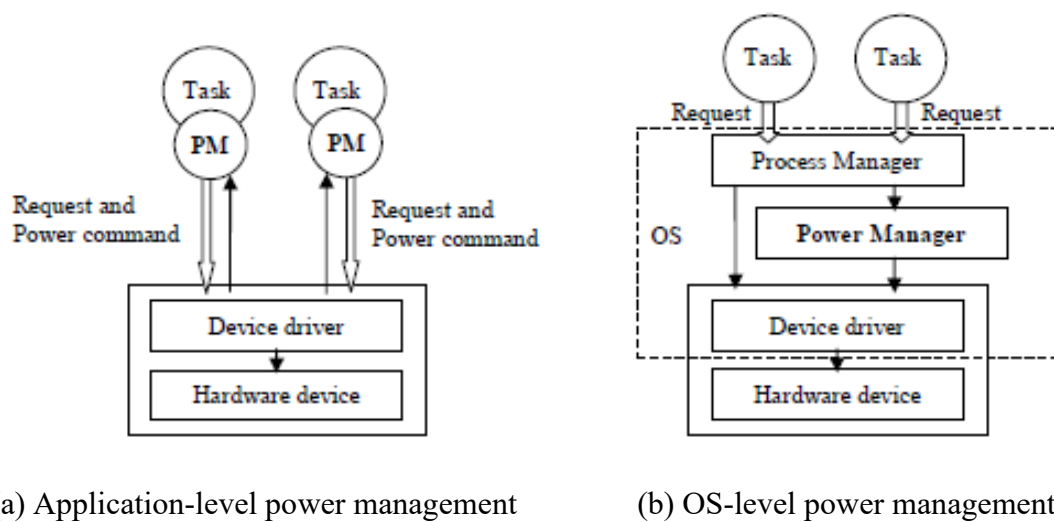 Task
Task
PM
PM
Request and
Power command
Request and
Power command
Device driver
Hardware device
a) Application-level power management
Task
Task
Request
Request
Process Manager
OS
Power Manager
Device driver
Hardware device
(b) OS-level power management